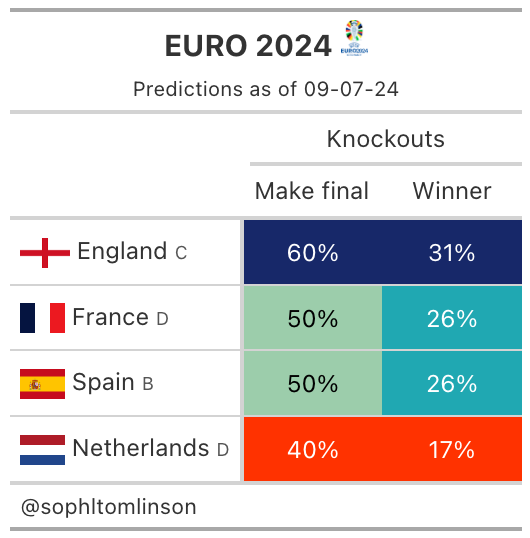 EURO 2024
EURO2024
Predictions as of 09-07-24
Knockouts
Make final Winner
England C 60% 31%
France D 50% 26%
Spain B 50% 26%
Netherlands D 40% 17%
@sophltomlinson